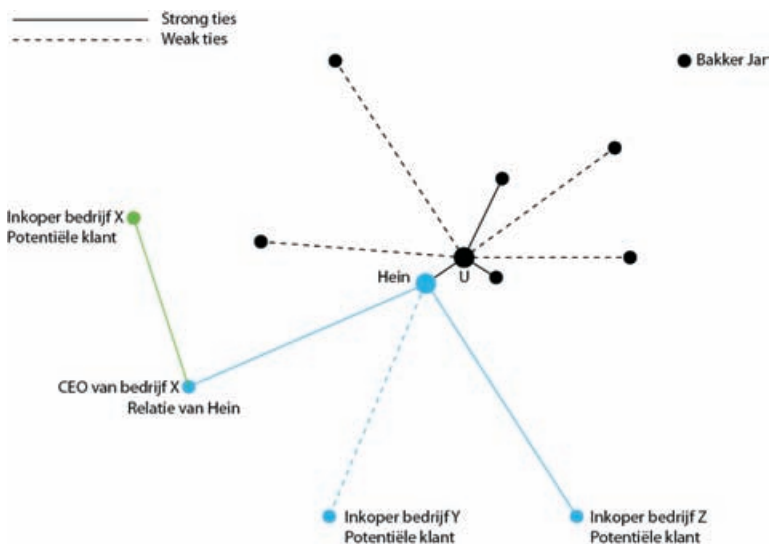 Strong ties
Weak ties
Bakker Jan
Inkoper bedrijf X
Potentiële klant
Hein
U
CEO van bedrijf X
Relatie van Hein
Inkoper bedrijf Y
Potentiële klant
Inkoper bedrijf Z
Potentiële klant